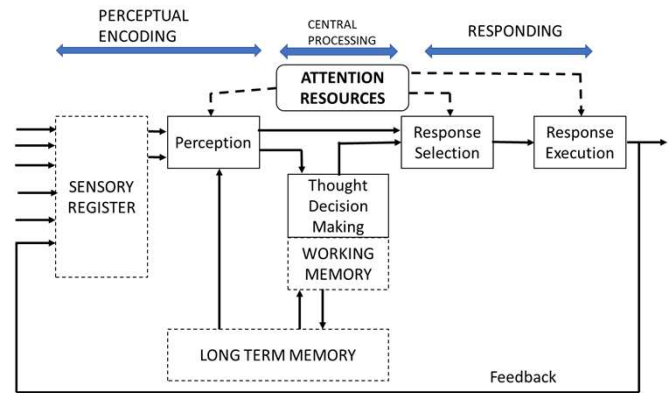 PERCEPTUAL
ENCODING
CENTRAL
PROCESSING
RESPONDING
ATTENTION
RESOURCES
SENSORY
REGISTER
Perception
Response
Selection
Response
Execution
Thought
Decision
Making
WORKING
MEMORY
LONG TERM MEMORY
Feedback